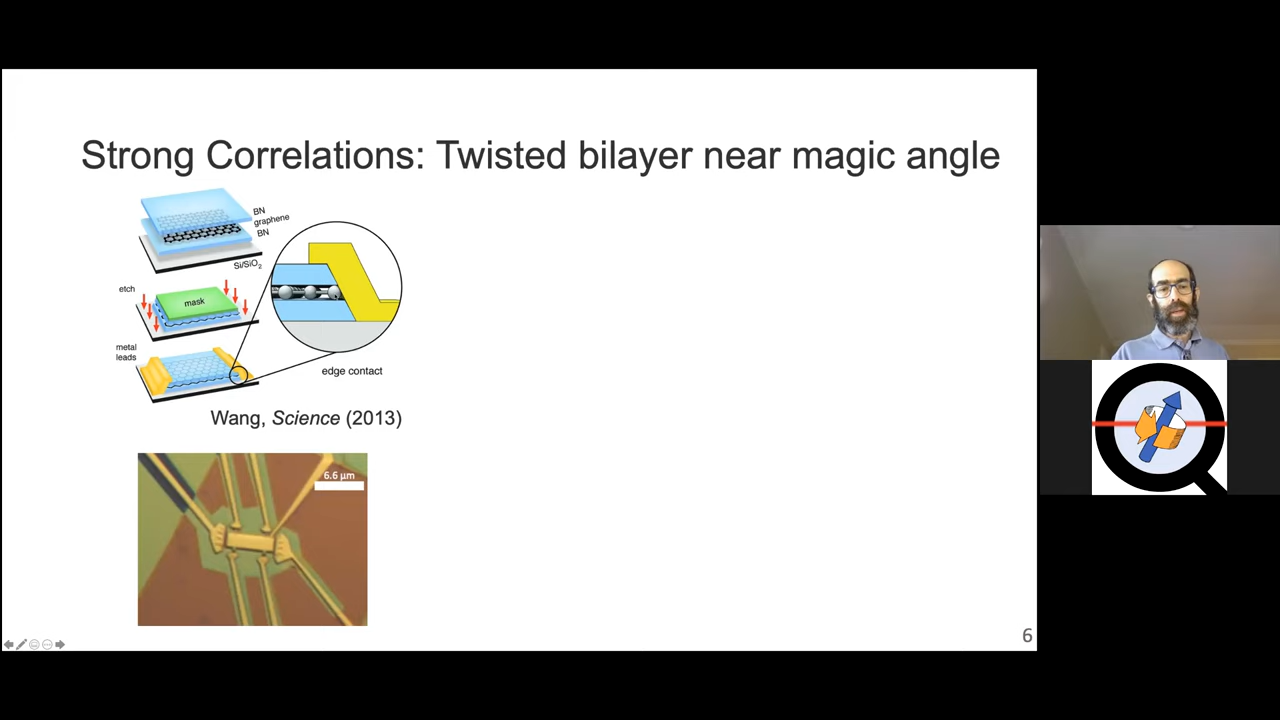 Strong Correlations: Twisted bilayer near magic angle
BN
graphene
BN
Si/SiO2
etch
mask
metal
leads
edge contact
Wang, Science (2013)
6.6 μm
6